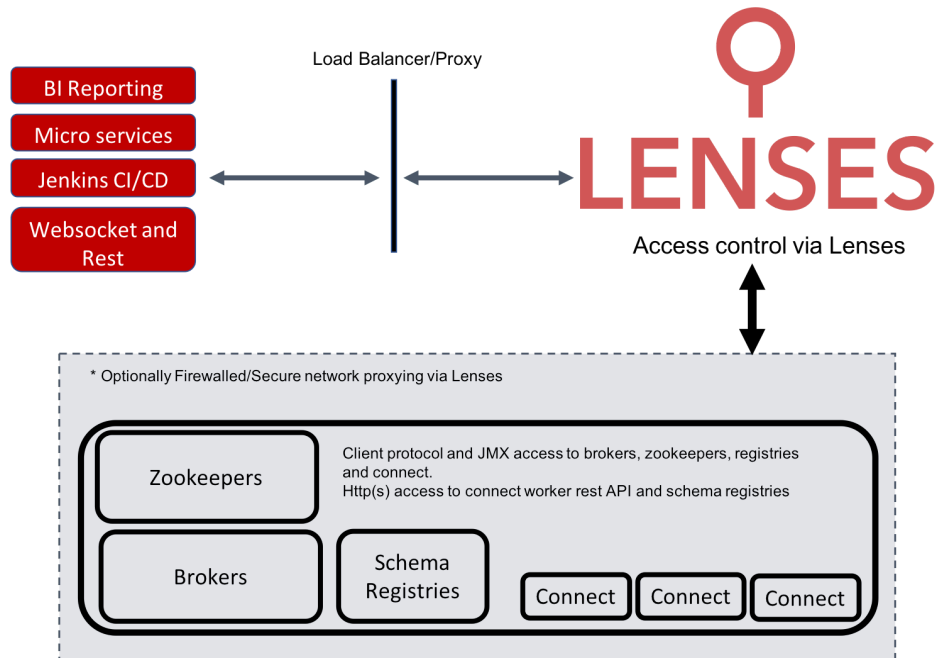 Load Balancer/Proxy
BI Reporting
Micro services
Jenkins CI/CD
Websocket and
Rest
LENSES
Access control via Lenses
* Optionally Firewalled/Secure network proxying via Lenses
Zookeepers
Client protocol and JMX access to brokers, zookeepers, registries
and connect.
Http(s) access to connect worker rest API and schema registries
Brokers
Schema
Registries
Connect
Connect
Connect